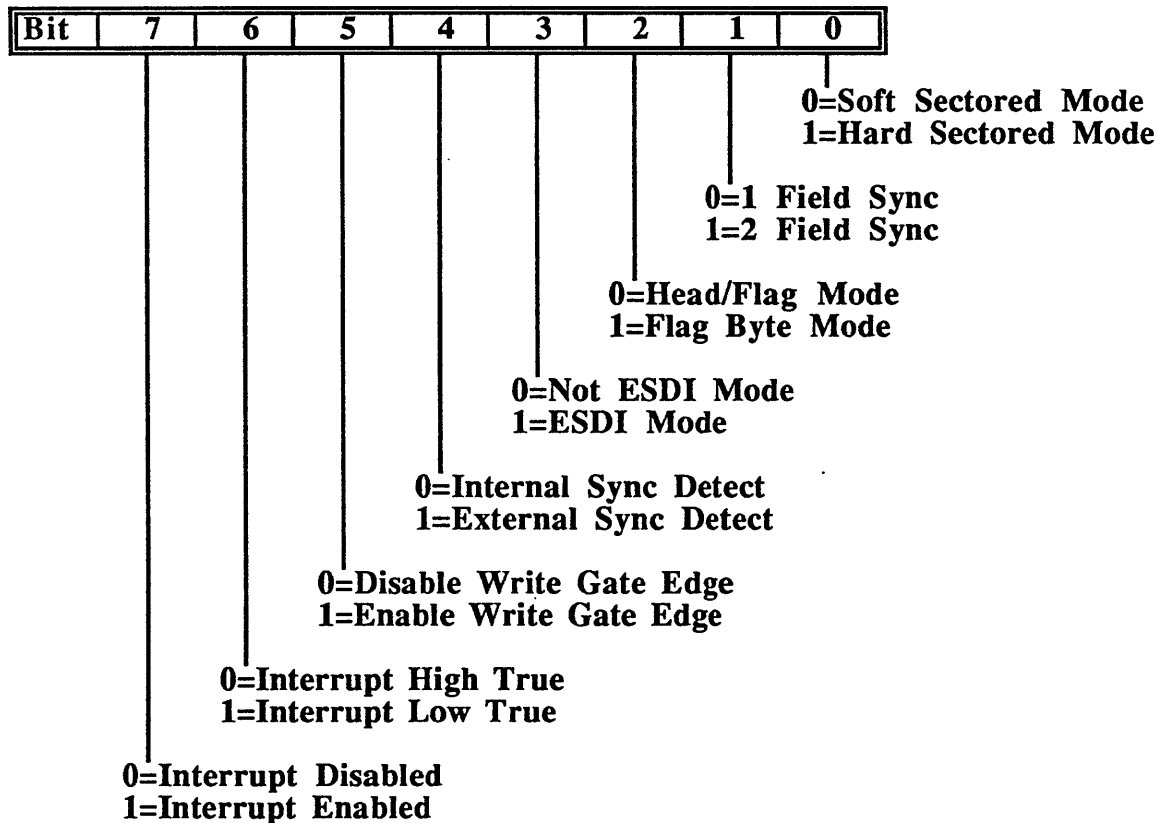 Bit 7 6 5 4 3 2 1 0
0=Soft Sectored Mode
1=Hard Sectored Mode
0=1 Field Sync
1=2 Field Sync
0=Head/Flag Mode
1=Flag Byte Mode
0=Not ESDI Mode
1=ESDI Mode
0=Internal Sync Detect
1=External Sync Detect
0=Disable Write Gate Edge
1=Enable Write Gate Edge
0=Interrupt High True
1=Interrupt Low True
0=Interrupt Disabled
1=Interrupt Enabled